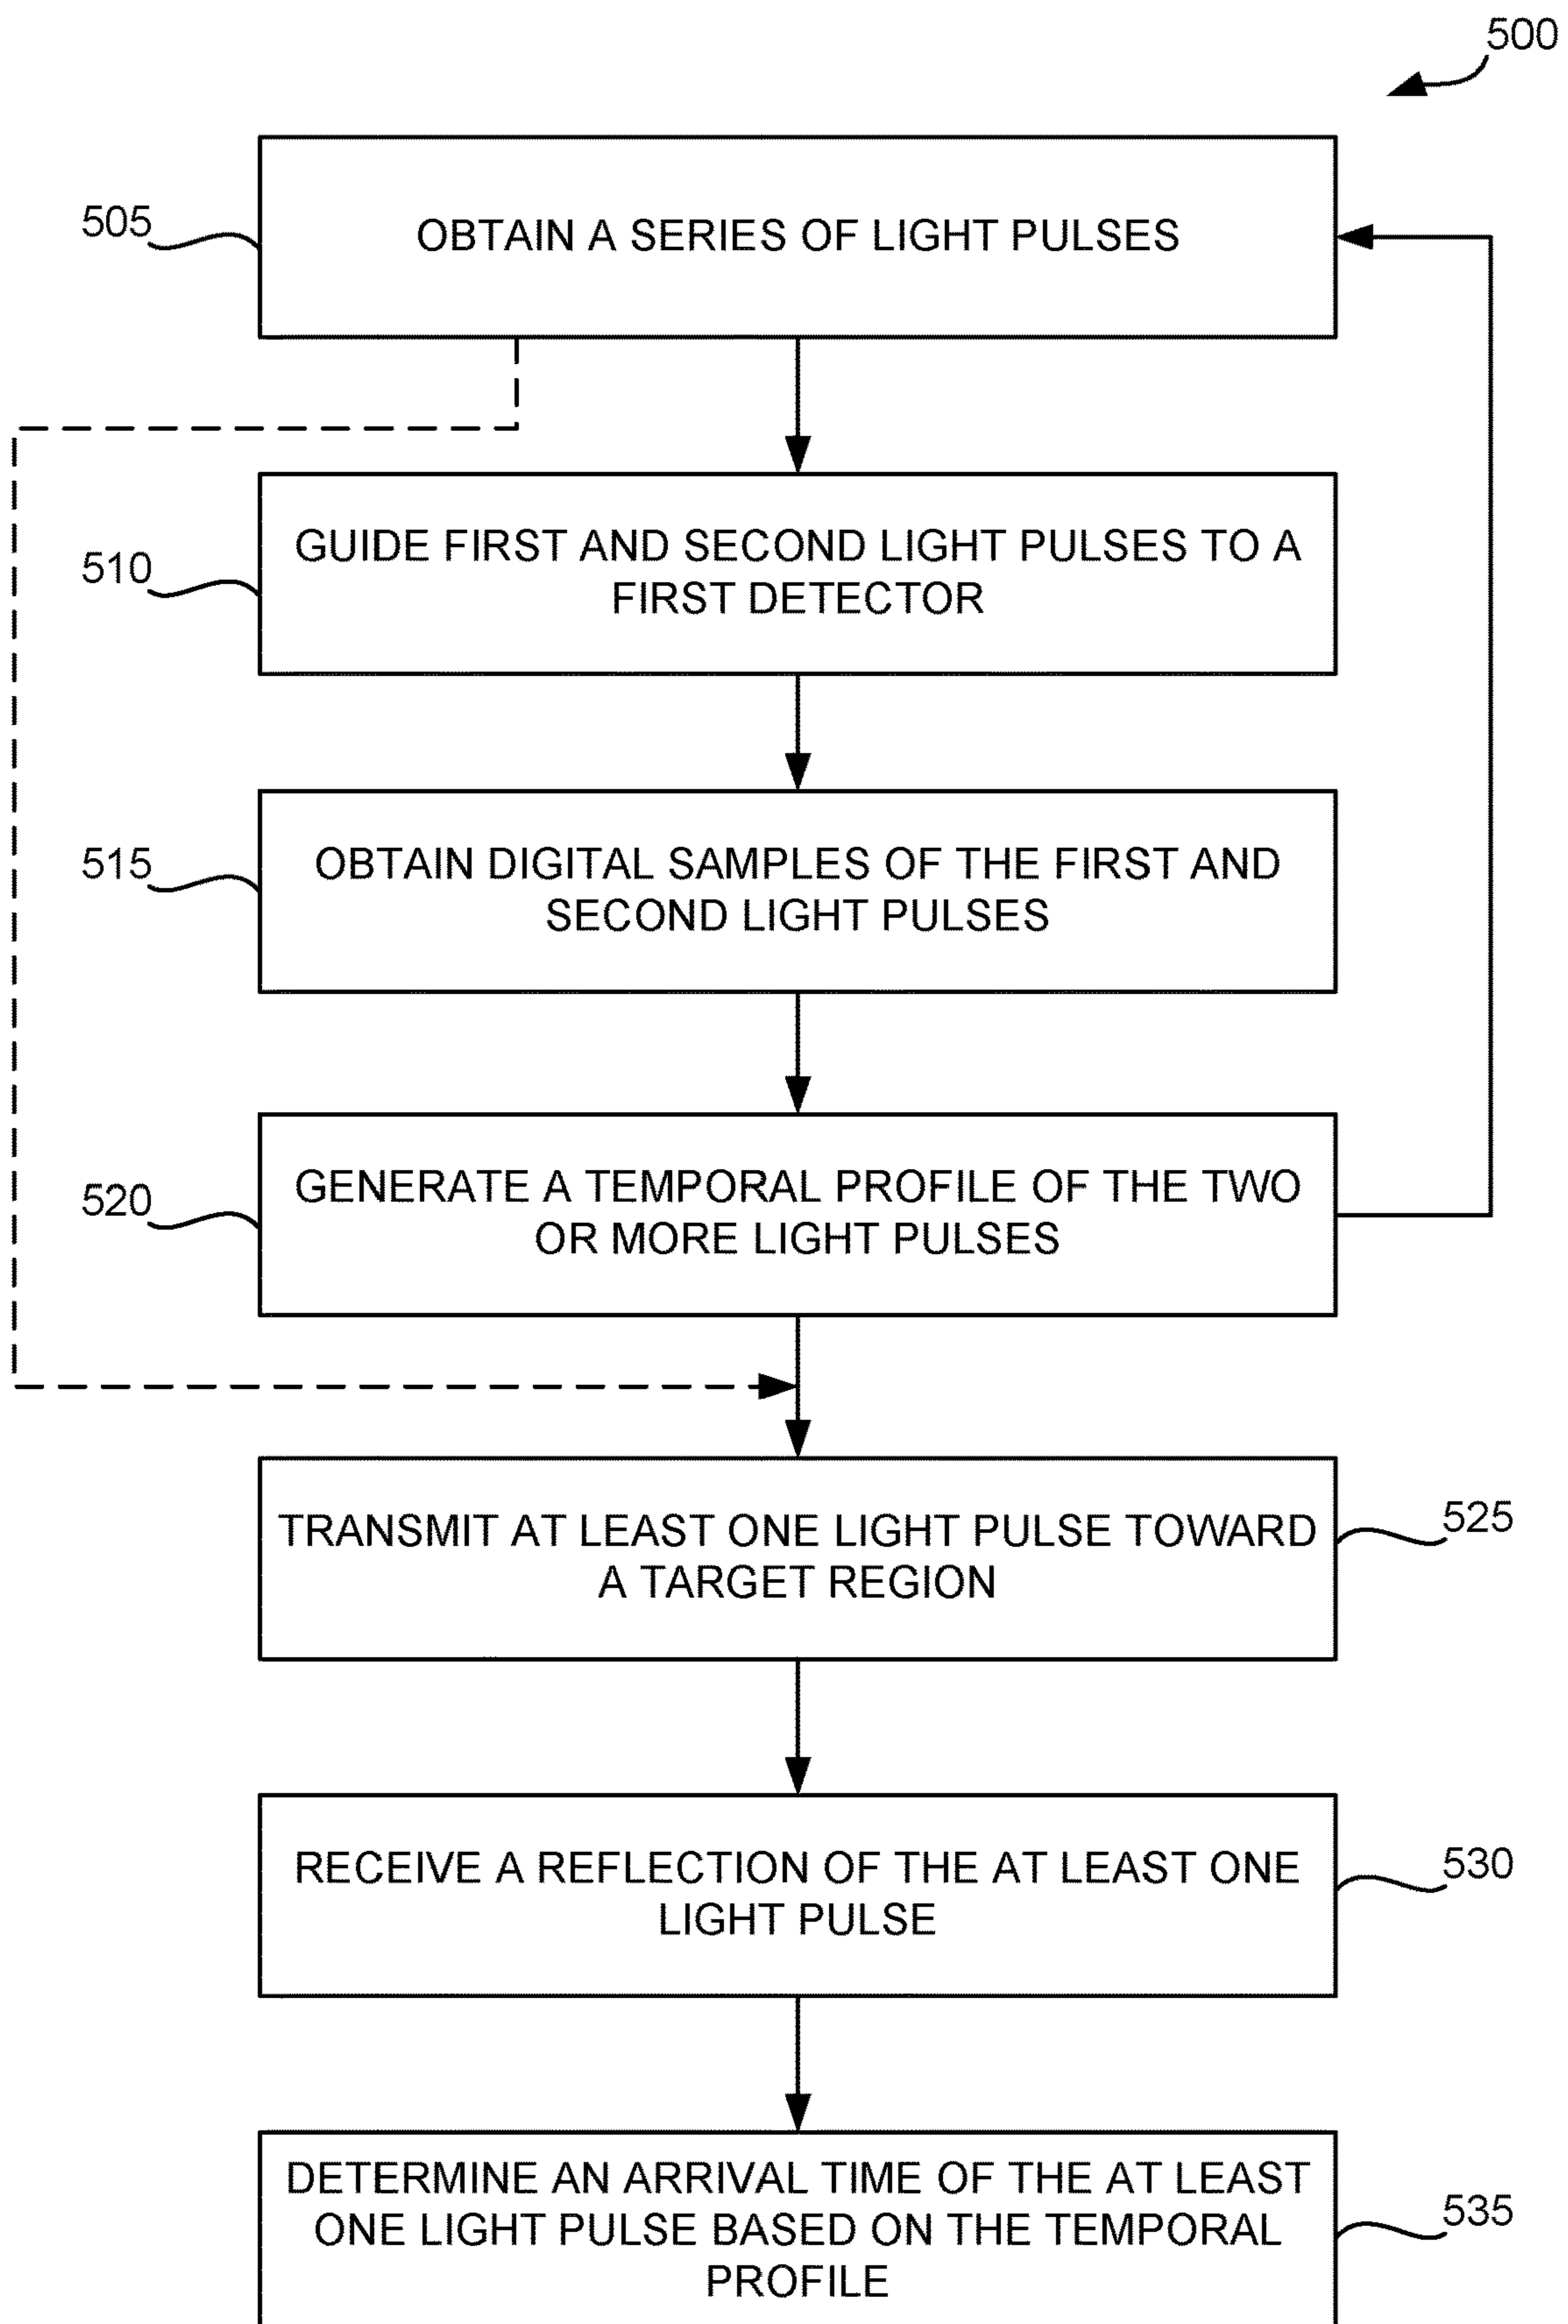 500
505
OBTAIN A SERIES OF LIGHT PULSES
510
GUIDE FIRST AND SECOND LIGHT PULSES TO A
FIRST DETECTOR
515
OBTAIN DIGITAL SAMPLES OF THE FIRST AND
SECOND LIGHT PULSES
520
GENERATE A TEMPORAL PROFILE OF THE TWO
OR MORE LIGHT PULSES
TRANSMIT AT LEAST ONE LIGHT PULSE TOWARD
A TARGET REGION
525
RECEIVE A REFLECTION OF THE AT LEAST ONE
LIGHT PULSE
530
DETERMINE AN ARRIVAL TIME OF THE AT LEAST
ONE LIGHT PULSE BASED ON THE TEMPORAL
PROFILE
535